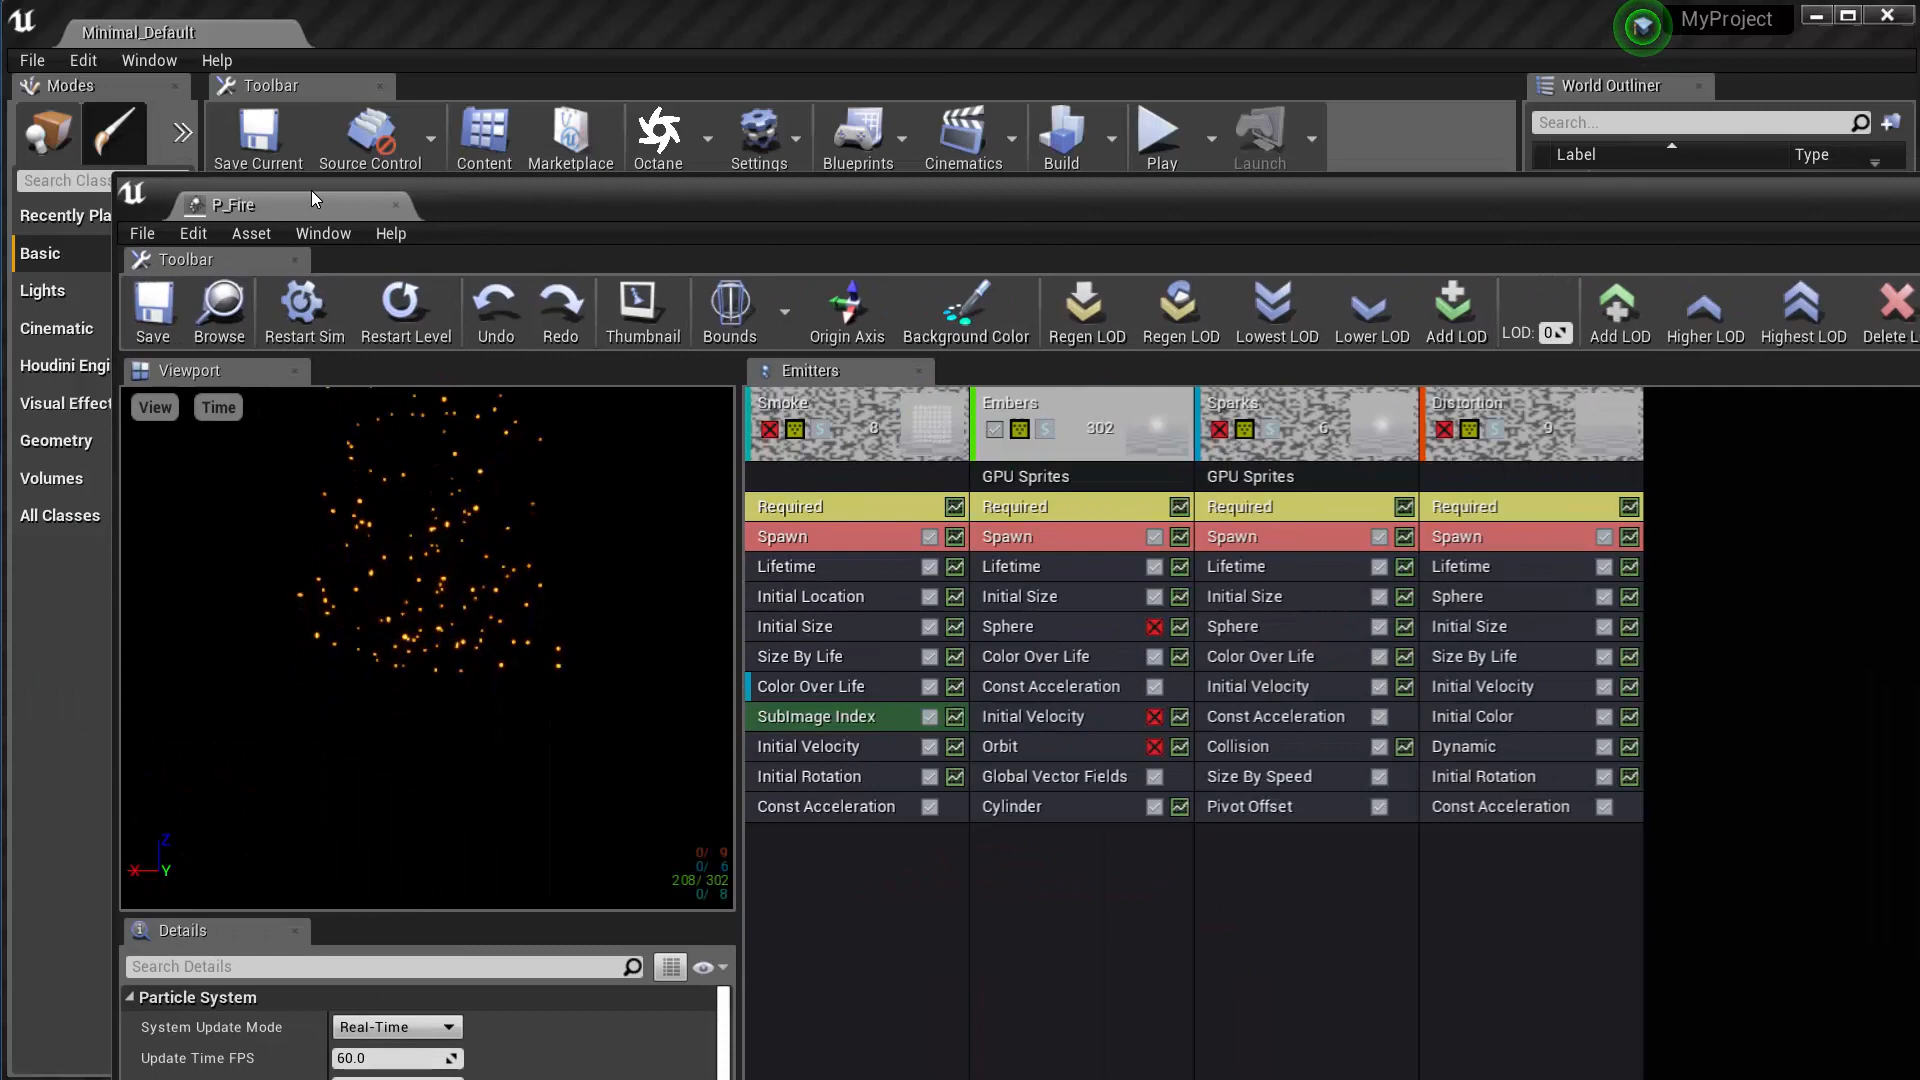 Minimal_Default
MyProject
File Edit Window Help
Modes
Toolbar
World Outliner
Save Current Source Control Content Marketplace Octane Settings Blueprints Cinematics Build Play Launch
Search...
Label Type
Search Clas
P_Fire
Recently Pla
File Edit Asset Window Help
Basic
Toolbar
Lights
Cinematic
Houdini Engi
Visual Effect
Geometry
Volumes
All Classes
Save Browse Restart Sim Restart Level Undo Redo Thumbnail Bounds Origin Axis Background Color Regen LOD Regen LOD Lowest LOD Lower LOD Add LOD LOD: 0 Add LOD Higher LOD Highest LOD Delete L
Viewport
Emitters
View Time
Smoke Embers Sparks Distortion
S 8 S 302 S 6 S 9
GPU Sprites GPU Sprites
Required Required Required Required
Spawn Spawn Spawn Spawn
Lifetime Lifetime Lifetime Lifetime
Initial Location Initial Size Initial Size Sphere
Initial Size Sphere Sphere Initial Size
Size By Life Color Over Life Color Over Life Size By Life
Color Over Life Const Acceleration Initial Velocity Initial Velocity
SubImage Index Initial Velocity Const Acceleration Initial Color
Initial Velocity Orbit Collision Dynamic
Initial Rotation Global Vector Fields Size By Speed Initial Rotation
Const Acceleration Cylinder Pivot Offset Const Acceleration
Z
X Y
0/ 9
0/ 6
208/ 302
0/ 8
Details
Search Details
Particle System
System Update Mode Real-Time
Update Time FPS 60.0